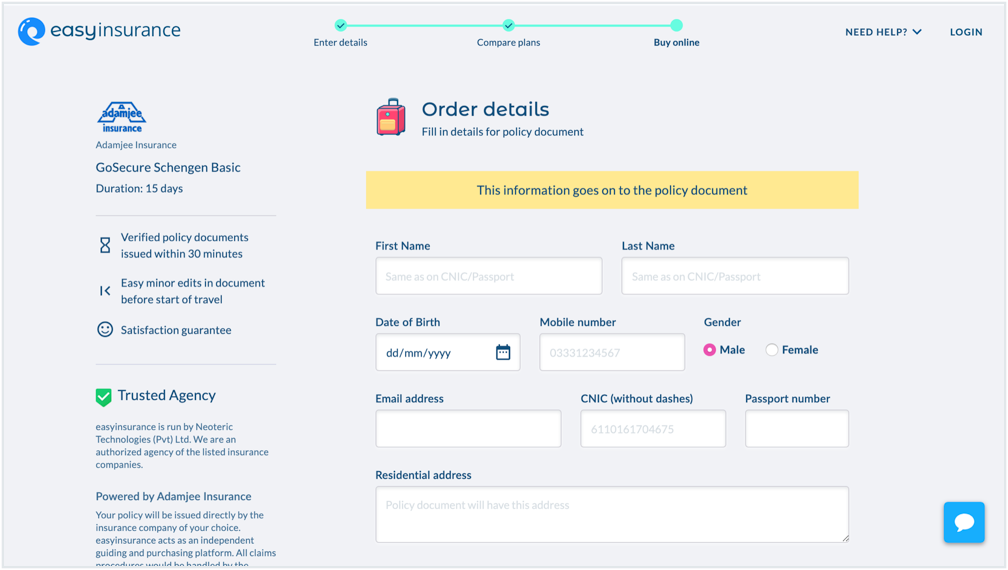 easyinsurance
Enter details
Compare plans
Buy online
NEED HELP?
LOGIN
adamjee
insurance
Adamjee Insurance
GoSecure Schengen Basic
Duration: 15 days
Verified policy documents
issued within 30 minutes
Easy minor edits in document
before start of travel
Satisfaction guarantee
Trusted Agency
easyinsurance is run by Neoteric
Technologies (Pvt) Ltd. We are an
authorized agency of the listed insurance
companies.
Powered by Adamjee Insurance
Your policy will be issued directly by the
insurance company of your choice.
easyinsurance acts as an independent
guiding and purchasing platform. All claims
procedures would be handled by the
Order details
Fill in details for policy document
This information goes on to the policy document
First Name
Last Name
Same as on CNIC/Passport
Same as on CNIC/Passport
Date of Birth
Mobile number
Gender
dd/mm/yyyy
03331234567
Male
Female
Email address
CNIC (without dashes)
Passport number
6110161704675
Residential address
Policy document will have this address